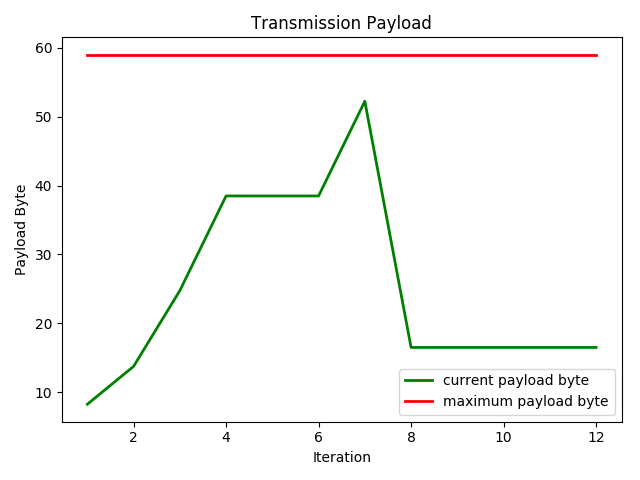 Transmission Payload
Payload Byte
60
50
40
30
20
10
2
4
6
8
10
12
Iteration
current payload byte
maximum payload byte